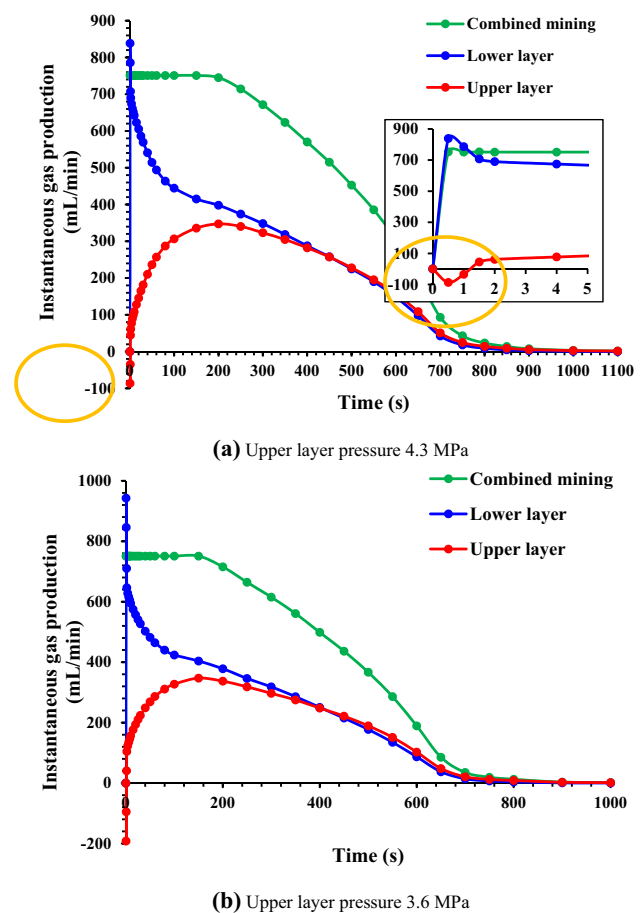 900
800
700
600
500
400
300
200
100
0
-100
Instantaneous gas production
(mL/min)
Combined mining
Lower layer
Upper layer
900
700
500
300
100
-100
0 1 2 3 4 5
0 100 200 300 400 500 600 700 800 900 1000 1100
Time (s)
(a) Upper layer pressure 4.3 MPa
1000
800
600
400
200
0
-200
Instantaneous gas production
(mL/min)
Combined mining
Lower layer
Upper layer
0 200 400 600 800 1000
Time (s)
(b) Upper layer pressure 3.6 MPa